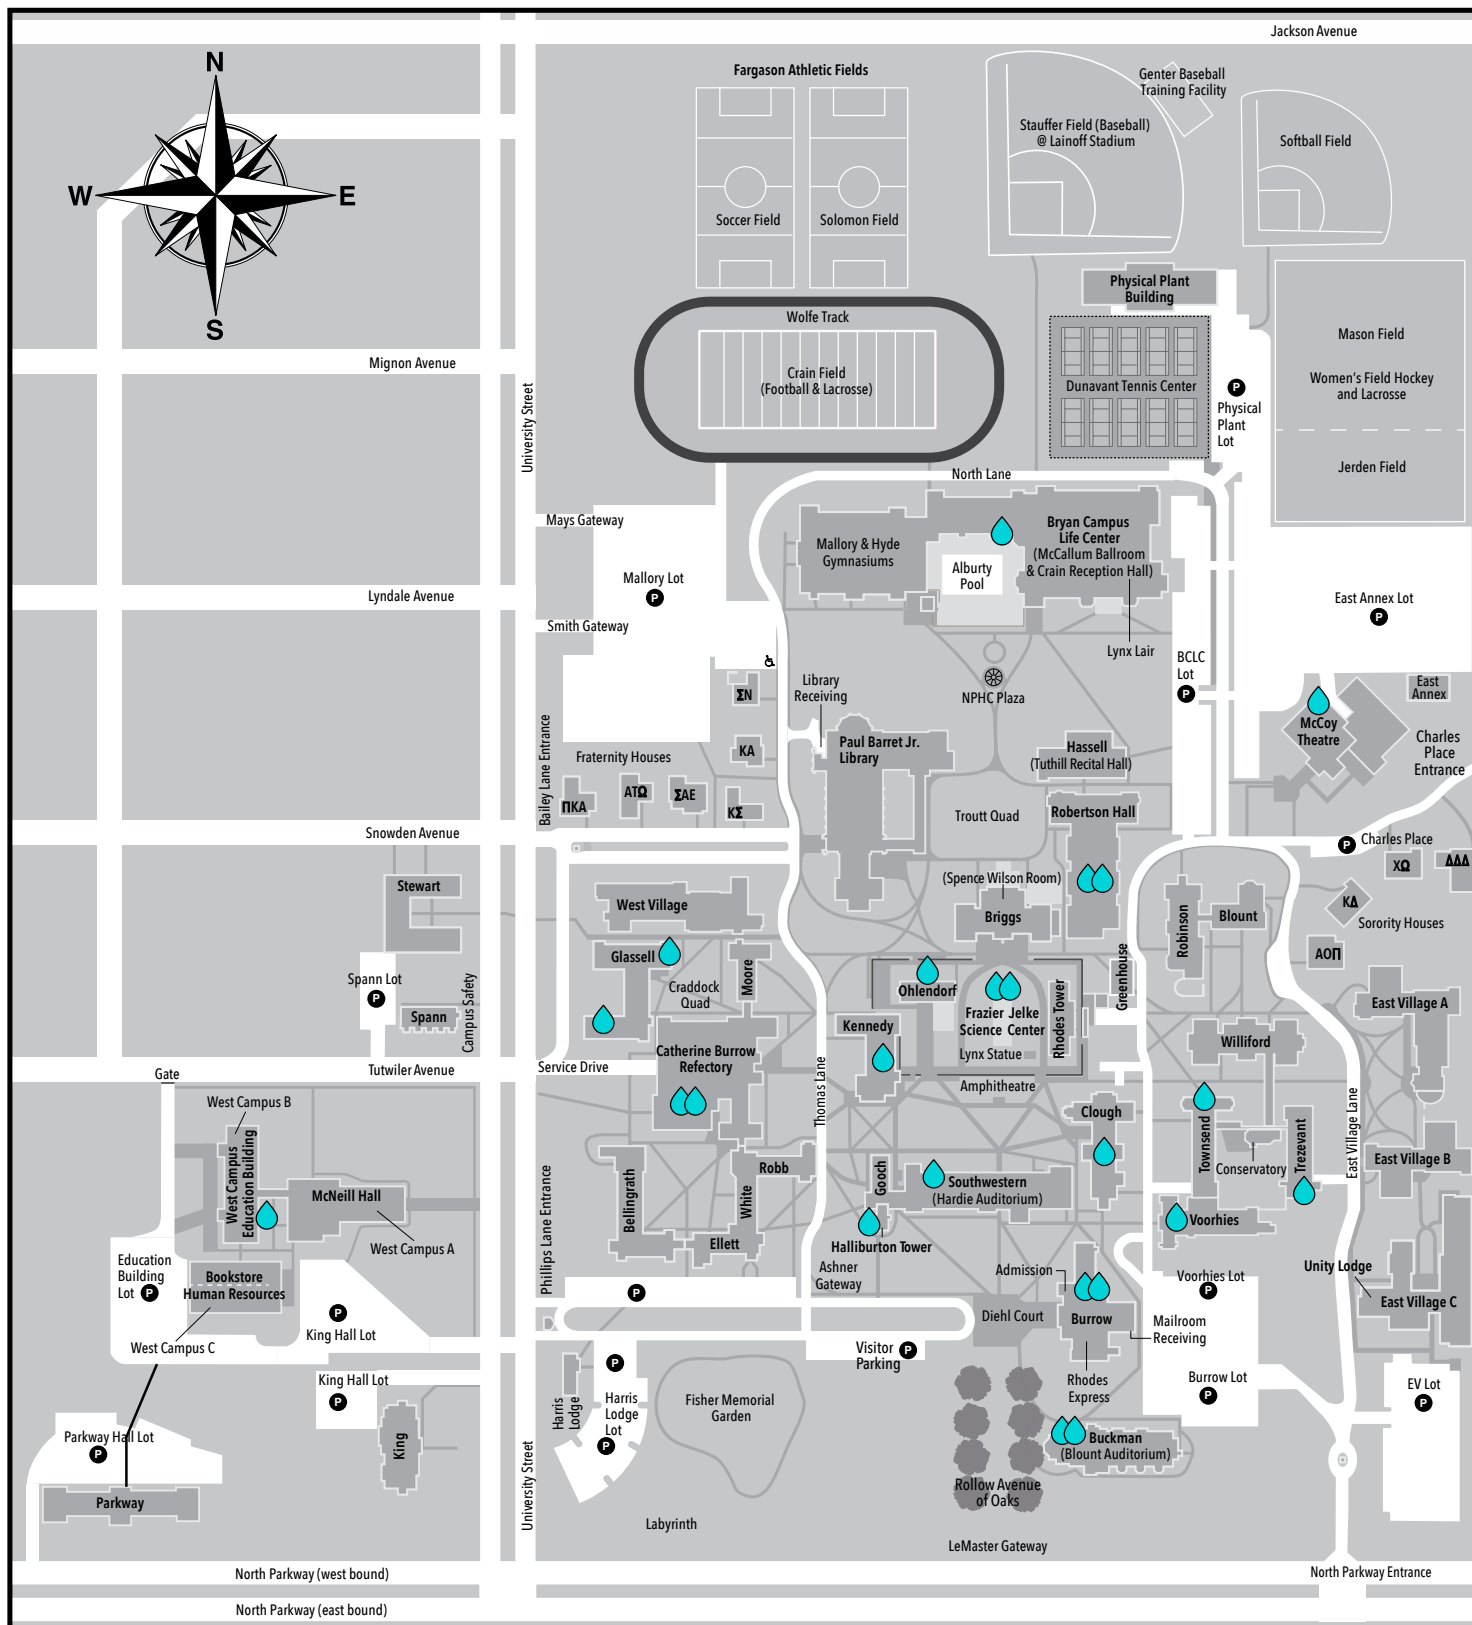 Jackson Avenue
N
W
E
S
Fargason Athletic Fields
Soccer Field
Solomon Field
Stauffer Field (Baseball)
@ Lainoff Stadium
Genter Baseball
Training Facility
Softball Field
Physical Plant
Building
Wolfe Track
Crain Field
(Football & Lacrosse)
Dunavant Tennis Center
P
Physical
Plant
Lot
Mason Field
Women's Field Hockey
and Lacrosse
Jerden Field
Mignon Avenue
University Street
North Lane
Mays Gateway
Mallory Lot
P
Smith Gateway
Lyndale Avenue
Mallory & Hyde
Gymnasiums
Alburty
Pool
Bryan Campus
Life Center
(McCallum Ballroom
& Crain Reception Hall)
Lynx Lair
East Annex Lot
P
BCLC
Lot
P
East
Annex
McCoy
Theatre
Charles
Place
Entrance
NPHC Plaza
Library
Receiving
ΣN
KA
Fraternity Houses
ΠKA
ATΩ
ΣAE
KΣ
Bailey Lane Entrance
Paul Barret Jr.
Library
Hassell
(Tuthill Recital Hall)
Troutt Quad
Robertson Hall
Snowden Avenue
P
Charles Place
XΩ
ΔΔΔ
KΔ
Sorority Houses
AOΠ
Stewart
West Village
(Spence Wilson Room)
Briggs
Robinson
Blount
Glassell
Moore
Craddock
Quad
Spann Lot
P
Spann
Campus Safety
Ohlendorf
Frazier Jelke
Science Center
Rhodes Tower
Greenhouse
East Village A
Kennedy
Lynx Statue
Amphitheatre
Williford
Catherine Burrow
Refectory
Service Drive
Tutwiler Avenue
Gate
Thomas Lane
Clough
Townsend
Conservatory
Trezevant
East Village Lane
East Village B
West Campus B
West Campus
Education Building
McNeill Hall
West Campus A
Phillips Lane Entrance
Bellingrath
Robb
White
Ellett
Gooch
Southwestern
(Hardie Auditorium)
Halliburton Tower
Voorhies
Education
Building
Lot
P
Bookstore
Human Resources
West Campus C
P
King Hall Lot
P
Ashner
Gateway
Admission
Diehl Court
Burrow
Mailroom
Receiving
Voorhies Lot
P
Unity Lodge
East Village C
Visitor
Parking
P
King Hall Lot
P
King
P
Harris
Lodge
Harris
Lodge
Lot
P
Fisher Memorial
Garden
Rhodes
Express
Burrow Lot
P
EV Lot
P
Parkway Hall Lot
P
Parkway
Buckman
(Blount Auditorium)
Rollow Avenue
of Oaks
University Street
Labyrinth
LeMaster Gateway
North Parkway (west bound)
North Parkway Entrance
North Parkway (east bound)